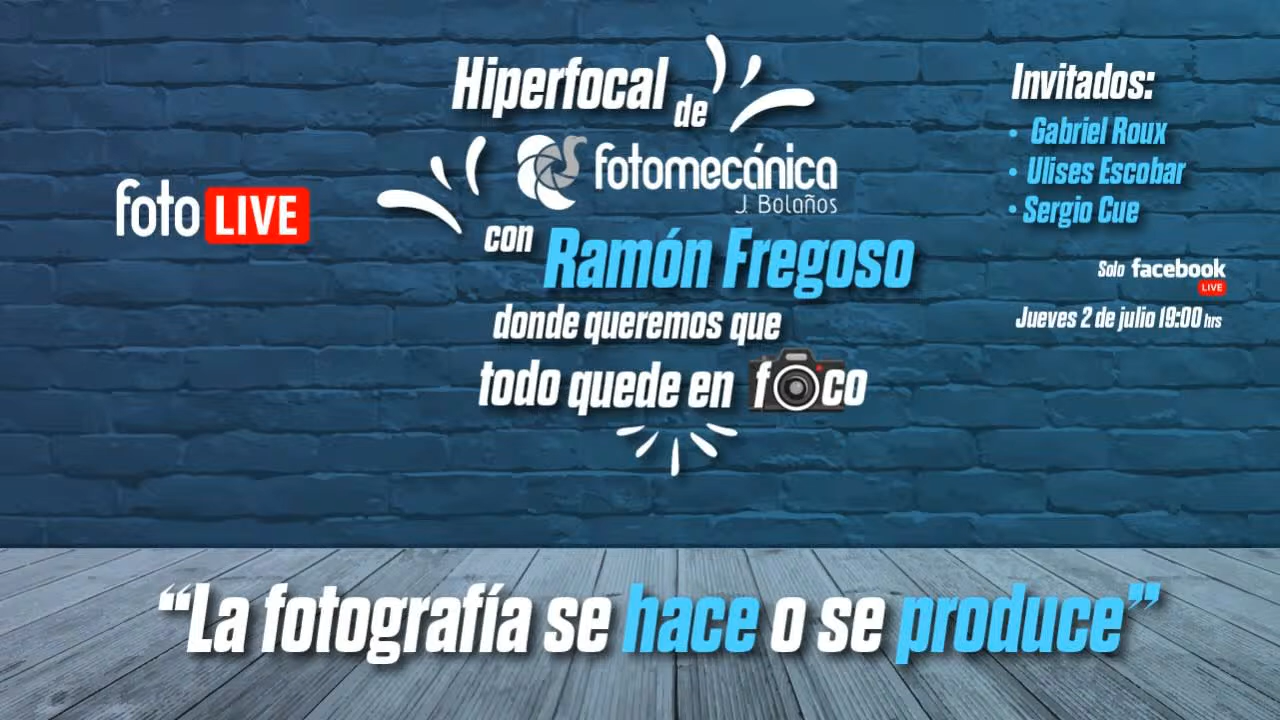 foto LIVE
Hiperfocal de
fotomecánica
J. Bolaños
con Ramón Fregoso
donde queremos que
todo quede en foco
Invitados:
• Gabriel Roux
• Ulises Escobar
• Sergio Cue
Solo facebook
LIVE
Jueves 2 de julio 19:00 hrs
“La fotografía se hace o se produce”